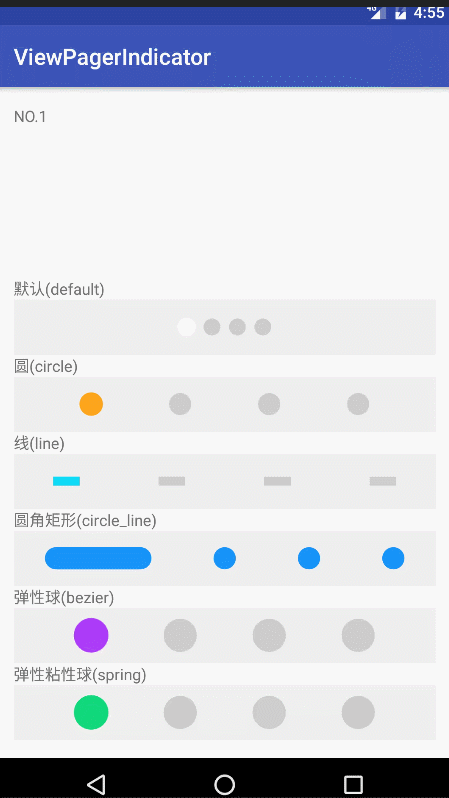 4G 4:55
ViewPagerIndicator
NO.1
默认(default)
圆(circle)
线(line)
圆角矩形(circle_line)
弹性球(bezier)
弹性粘性球(spring)